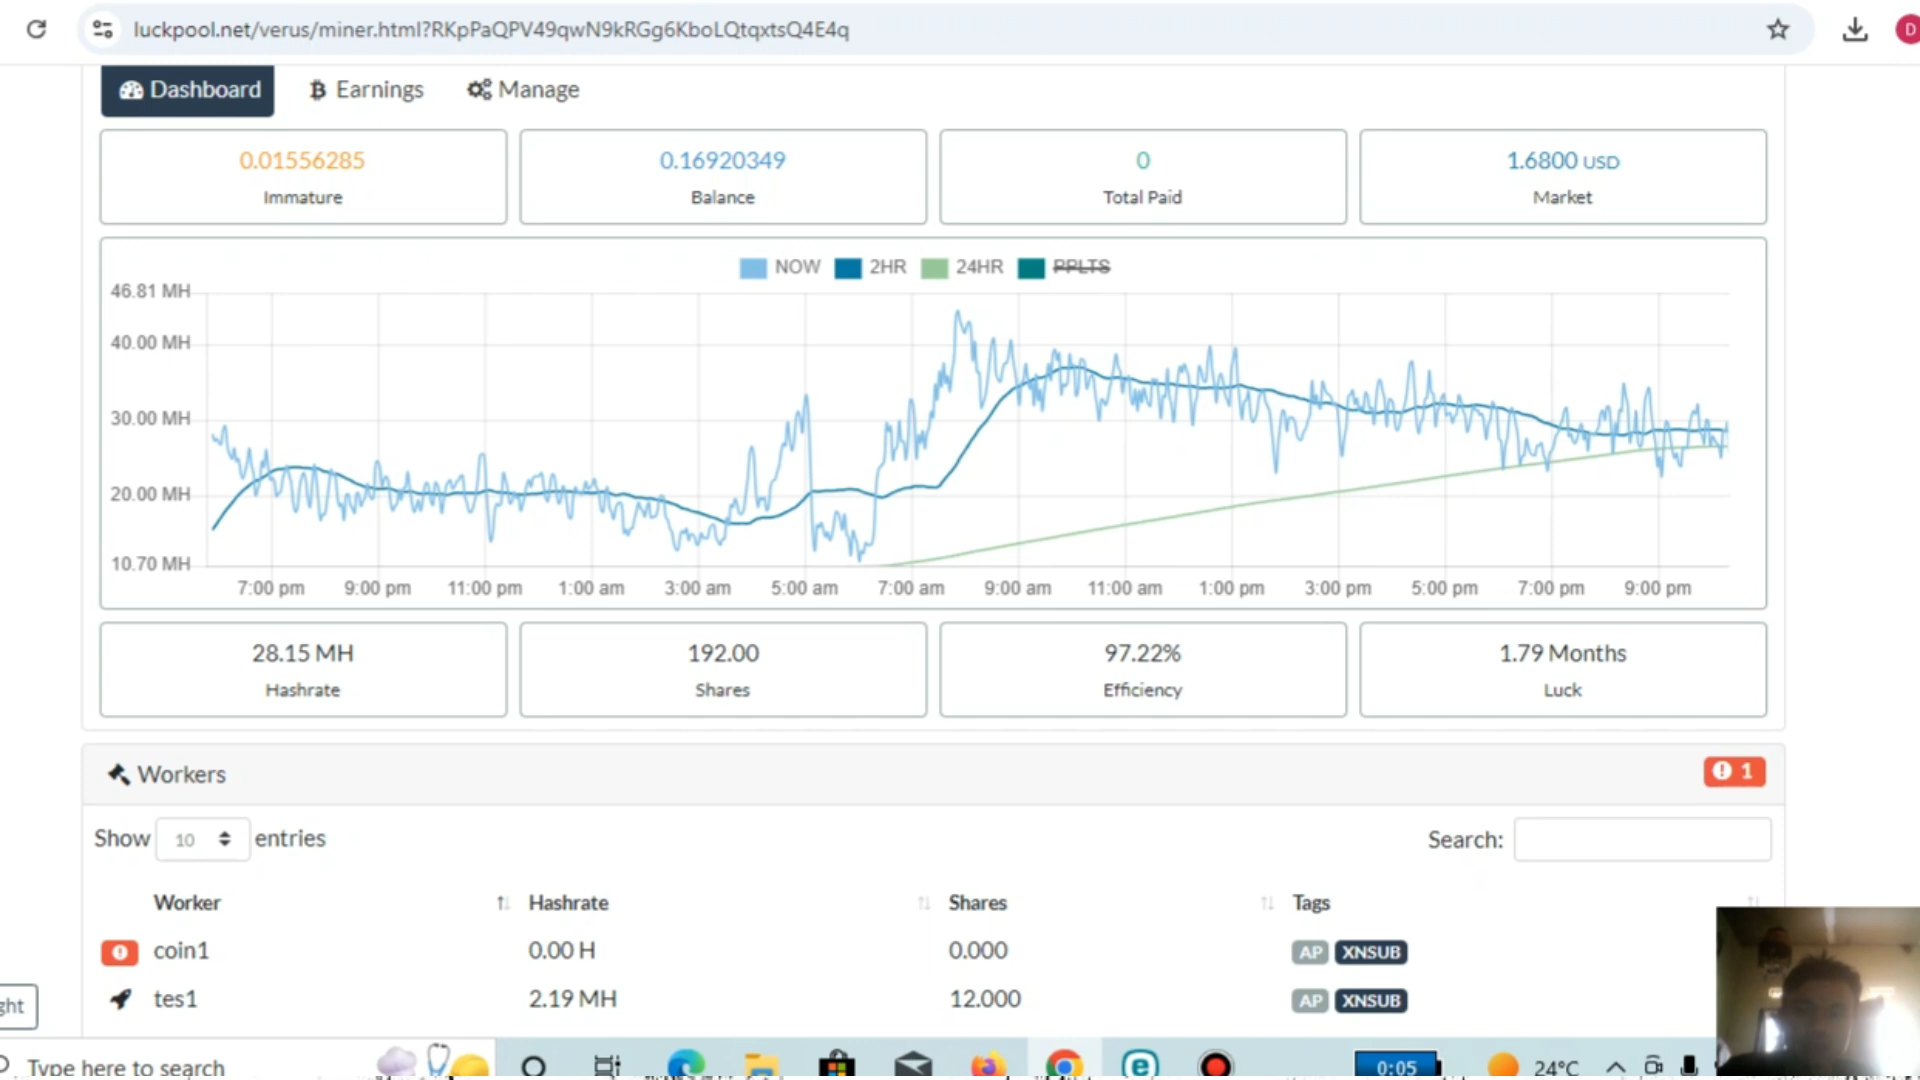 luckpool.net/verus/miner.html?RKpPaQPV49qwN9kRGg6KboLQtqxtsQ4E4q
D
Dashboard Earnings Manage
0.01556285 0.16920349 0 1.6800 USD
Immature Balance Total Paid Market
NOW 2HR 24HR PPLTS
46.81 MH
40.00 MH
30.00 MH
20.00 MH
10.70 MH
7:00 pm 9:00 pm 11:00 pm 1:00 am 3:00 am 5:00 am 7:00 am 9:00 am 11:00 am 1:00 pm 3:00 pm 5:00 pm 7:00 pm 9:00 pm
28.15 MH 192.00 97.22% 1.79 Months
Hashrate Shares Efficiency Luck
Workers 1
Show 10 entries Search:
Worker Hashrate Shares Tags
coin1 0.00 H 0.000 AP XNSUB
tes1 2.19 MH 12.000 AP XNSUB
ght
Type here to search 0:05 24°C